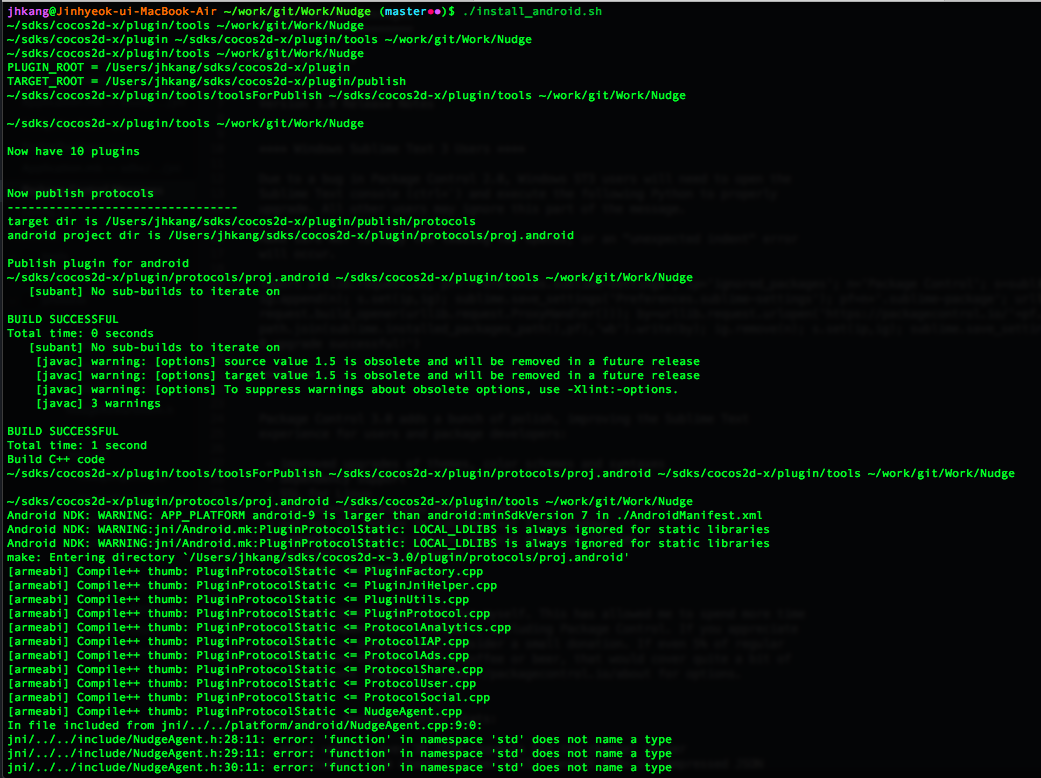 jhkang@Jinhyeok-ui-MacBook-Air ~/work/git/Work/Nudge (master●●)$ ./install_android.sh
~/sdks/cocos2d-x/plugin/tools ~/work/git/Work/Nudge
~/sdks/cocos2d-x/plugin ~/sdks/cocos2d-x/plugin/tools ~/work/git/Work/Nudge
~/sdks/cocos2d-x/plugin/tools ~/work/git/Work/Nudge
PLUGIN_ROOT = /Users/jhkang/sdks/cocos2d-x/plugin
TARGET_ROOT = /Users/jhkang/sdks/cocos2d-x/plugin/publish
~/sdks/cocos2d-x/plugin/tools/toolsForPublish ~/sdks/cocos2d-x/plugin/tools ~/work/git/Work/Nudge
~/sdks/cocos2d-x/plugin/tools ~/work/git/Work/Nudge
Now have 10 plugins
Now publish protocols
---------------------------------
target dir is /Users/jhkang/sdks/cocos2d-x/plugin/publish/protocols
android project dir is /Users/jhkang/sdks/cocos2d-x/plugin/protocols/proj.android
Publish plugin for android
~/sdks/cocos2d-x/plugin/protocols/proj.android ~/sdks/cocos2d-x/plugin/tools ~/work/git/Work/Nudge
[subant] No sub-builds to iterate on
BUILD SUCCESSFUL
Total time: 0 seconds
[subant] No sub-builds to iterate on
[javac] warning: [options] source value 1.5 is obsolete and will be removed in a future release
[javac] warning: [options] target value 1.5 is obsolete and will be removed in a future release
[javac] warning: [options] To suppress warnings about obsolete options, use -Xlint:-options.
[javac] 3 warnings
BUILD SUCCESSFUL
Total time: 1 second
Build C++ code
~/sdks/cocos2d-x/plugin/tools/toolsForPublish ~/sdks/cocos2d-x/plugin/protocols/proj.android ~/sdks/cocos2d-x/plugin/tools ~/work/git/Work/Nudge
~/sdks/cocos2d-x/plugin/protocols/proj.android ~/sdks/cocos2d-x/plugin/tools ~/work/git/Work/Nudge
Android NDK: WARNING: APP_PLATFORM android-9 is larger than android:minSdkVersion 7 in ./AndroidManifest.xml
Android NDK: WARNING:jni/Android.mk:PluginProtocolStatic: LOCAL_LDLIBS is always ignored for static libraries
Android NDK: WARNING:jni/Android.mk:PluginProtocolStatic: LOCAL_LDLIBS is always ignored for static libraries
make: Entering directory `/Users/jhkang/sdks/cocos2d-x-3.0/plugin/protocols/proj.android'
[armeabi] Compile++ thumb: PluginProtocolStatic <= PluginFactory.cpp
[armeabi] Compile++ thumb: PluginProtocolStatic <= PluginJniHelper.cpp
[armeabi] Compile++ thumb: PluginProtocolStatic <= PluginUtils.cpp
[armeabi] Compile++ thumb: PluginProtocolStatic <= PluginProtocol.cpp
[armeabi] Compile++ thumb: PluginProtocolStatic <= ProtocolAnalytics.cpp
[armeabi] Compile++ thumb: PluginProtocolStatic <= ProtocolIAP.cpp
[armeabi] Compile++ thumb: PluginProtocolStatic <= ProtocolAds.cpp
[armeabi] Compile++ thumb: PluginProtocolStatic <= ProtocolShare.cpp
[armeabi] Compile++ thumb: PluginProtocolStatic <= ProtocolUser.cpp
[armeabi] Compile++ thumb: PluginProtocolStatic <= ProtocolSocial.cpp
[armeabi] Compile++ thumb: PluginProtocolStatic <= NudgeAgent.cpp
In file included from jni/../../platform/android/NudgeAgent.cpp:9:0:
jni/../../include/NudgeAgent.h:28:11: error: 'function' in namespace 'std' does not name a type
jni/../../include/NudgeAgent.h:29:11: error: 'function' in namespace 'std' does not name a type
jni/../../include/NudgeAgent.h:30:11: error: 'function' in namespace 'std' does not name a type